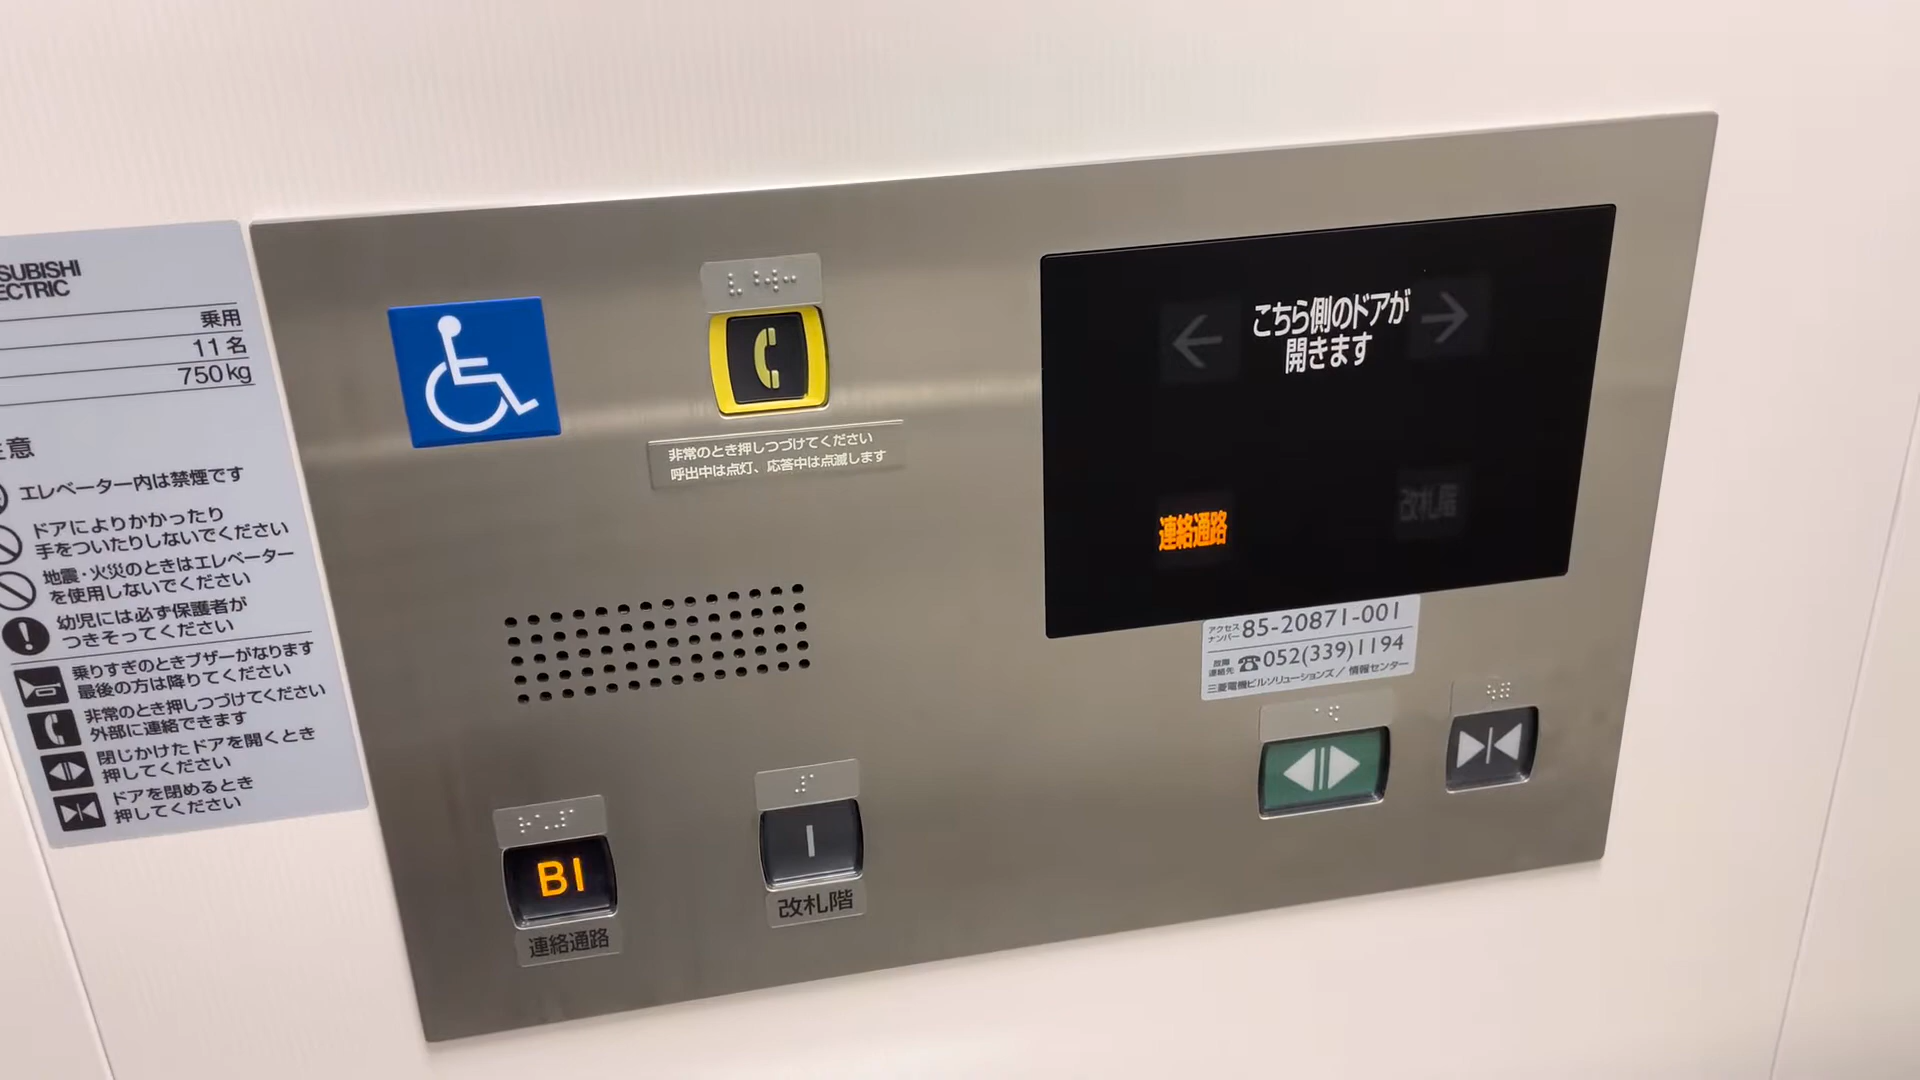 SUBISHI
ECTRIC
乗用
11名
750kg
意
エレベーター内は禁煙です
ドアによりかかったり
手をついたりしないでください
地震・火災のときはエレベーター
を使用しないでください
幼児には必ず保護者が
つきそってください
乗りすぎのときブザーがなります
最後の方は降りてください
非常のとき押しつづけてください
外部に連絡できます
閉じかけたドアを開くとき
押してください
ドアを閉めるとき
押してください
非常のとき押しつづけてください
呼出中は点灯、応答中は点滅します
こちら側のドアが
開きます
連絡通路
改札階
アクセス
ナンバー 85-20871-001
故障
連絡先 ☎052(339)1194
三菱電機ビルソリューションズ/情報センター
B1
連絡通路
1
改札階